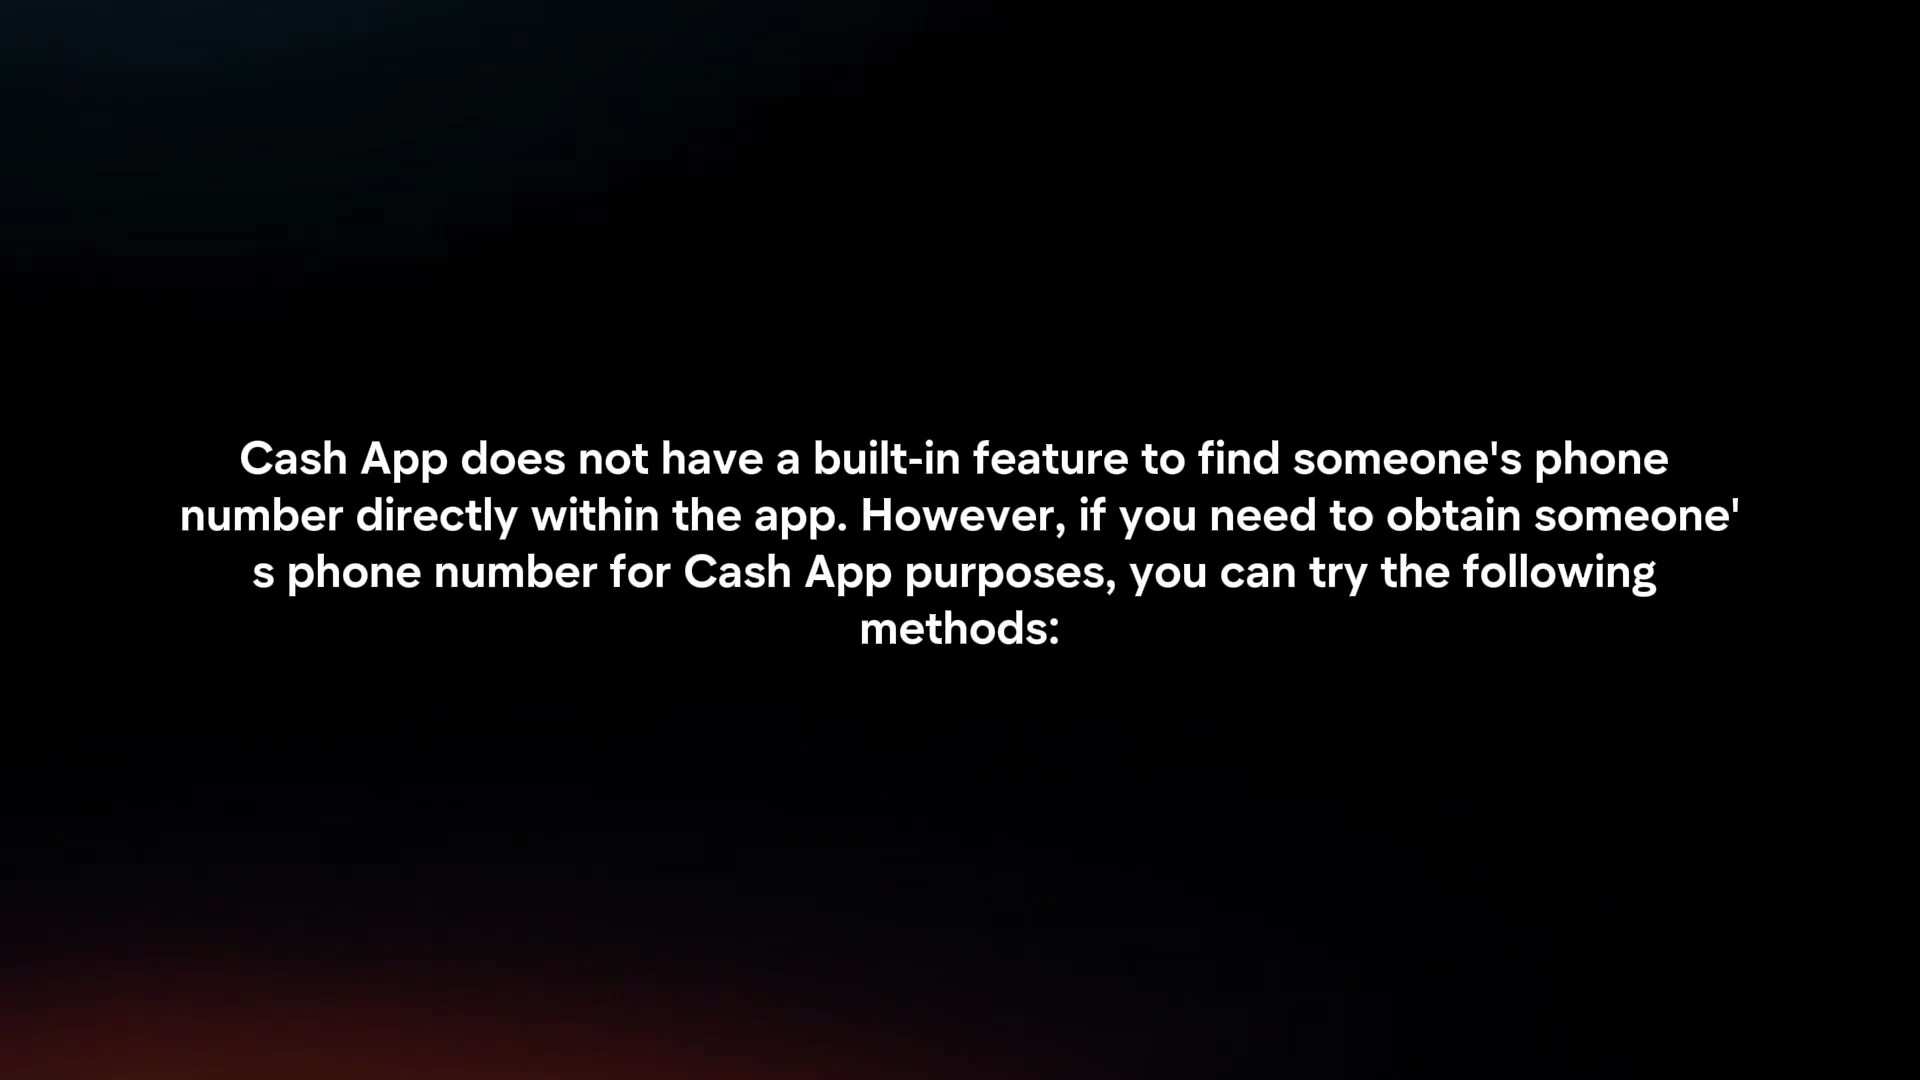 Cash App does not have a built-in feature to find someone's phone
number directly within the app. However, if you need to obtain someone'
s phone number for Cash App purposes, you can try the following
methods: